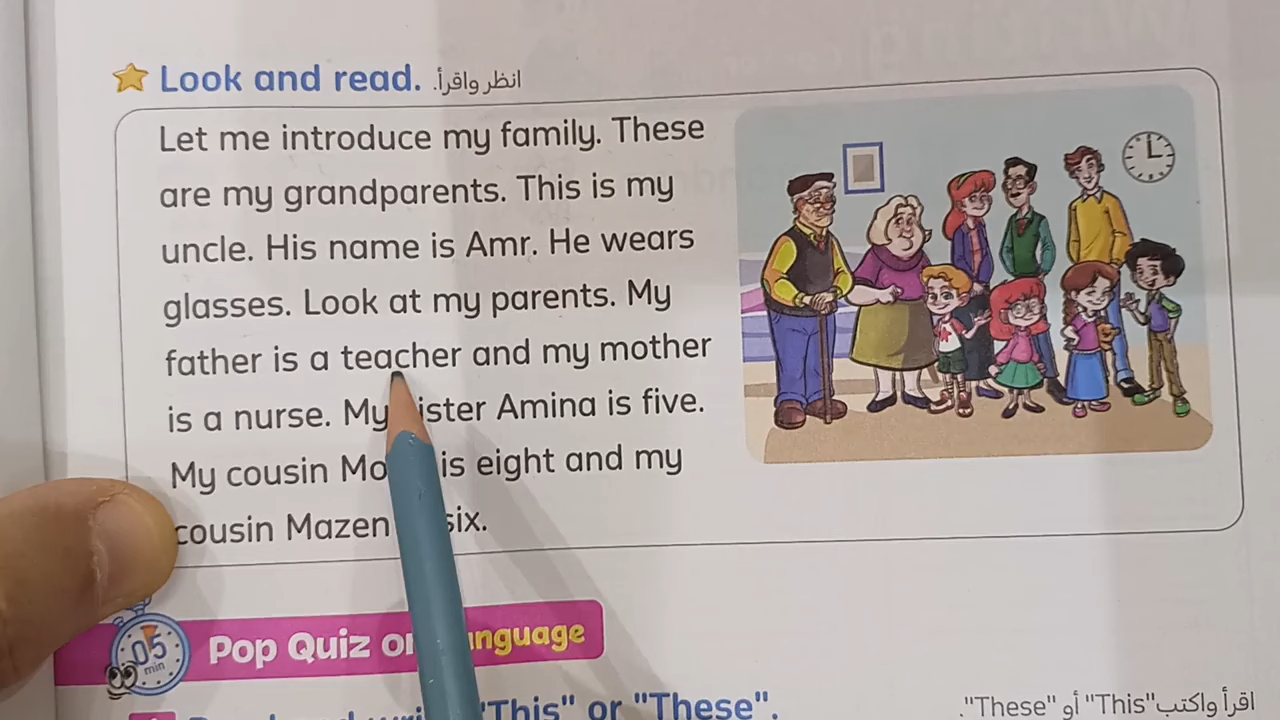 Look and read. انظر واقرأ.
Let me introduce my family. These
are my grandparents. This is my
uncle. His name is Amr. He wears
glasses. Look at my parents. My
father is a teacher and my mother
is a nurse. My ister Amina is five.
My cousin Mo is eight and my
cousin Mazen six.
05
min
Pop Quiz nguage
"This" or "These".
اقرأ واكتب "This" أو "These".